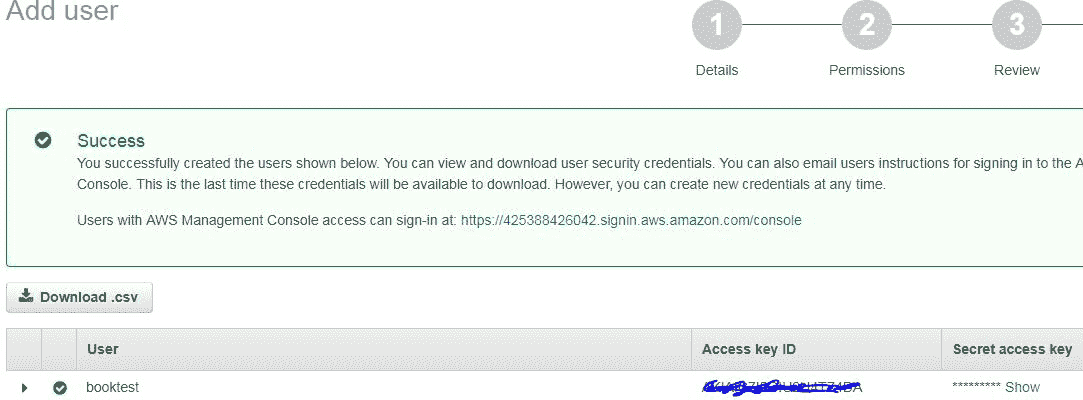 Add user
1 2 3
Details Permissions Review
Success
You successfully created the users shown below. You can view and download user security credentials. You can also email users instructions for signing in to the A
Console. This is the last time these credentials will be available to download. However, you can create new credentials at any time.
Users with AWS Management Console access can sign-in at: https://425388426042.signin.aws.amazon.com/console
Download .csv
User Access key ID Secret access key
booktest ********* Show